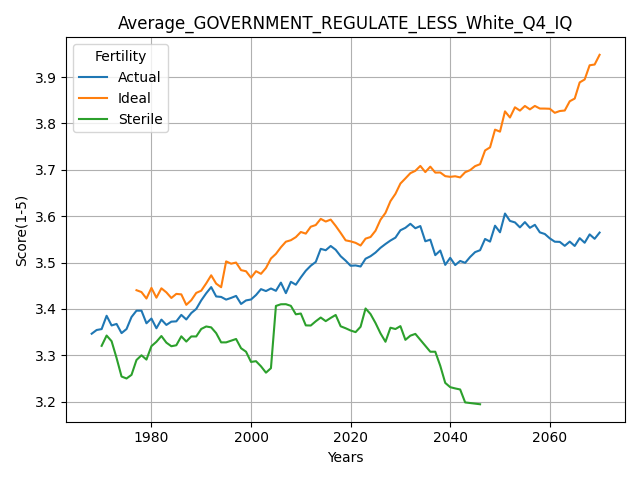 Average_GOVERNMENT_REGULATE_LESS_White_Q4_IQ
Fertility
Actual
Ideal
Sterile
Score(1-5)
3.9
3.8
3.7
3.6
3.5
3.4
3.3
3.2
1980 2000 2020 2040 2060
Years